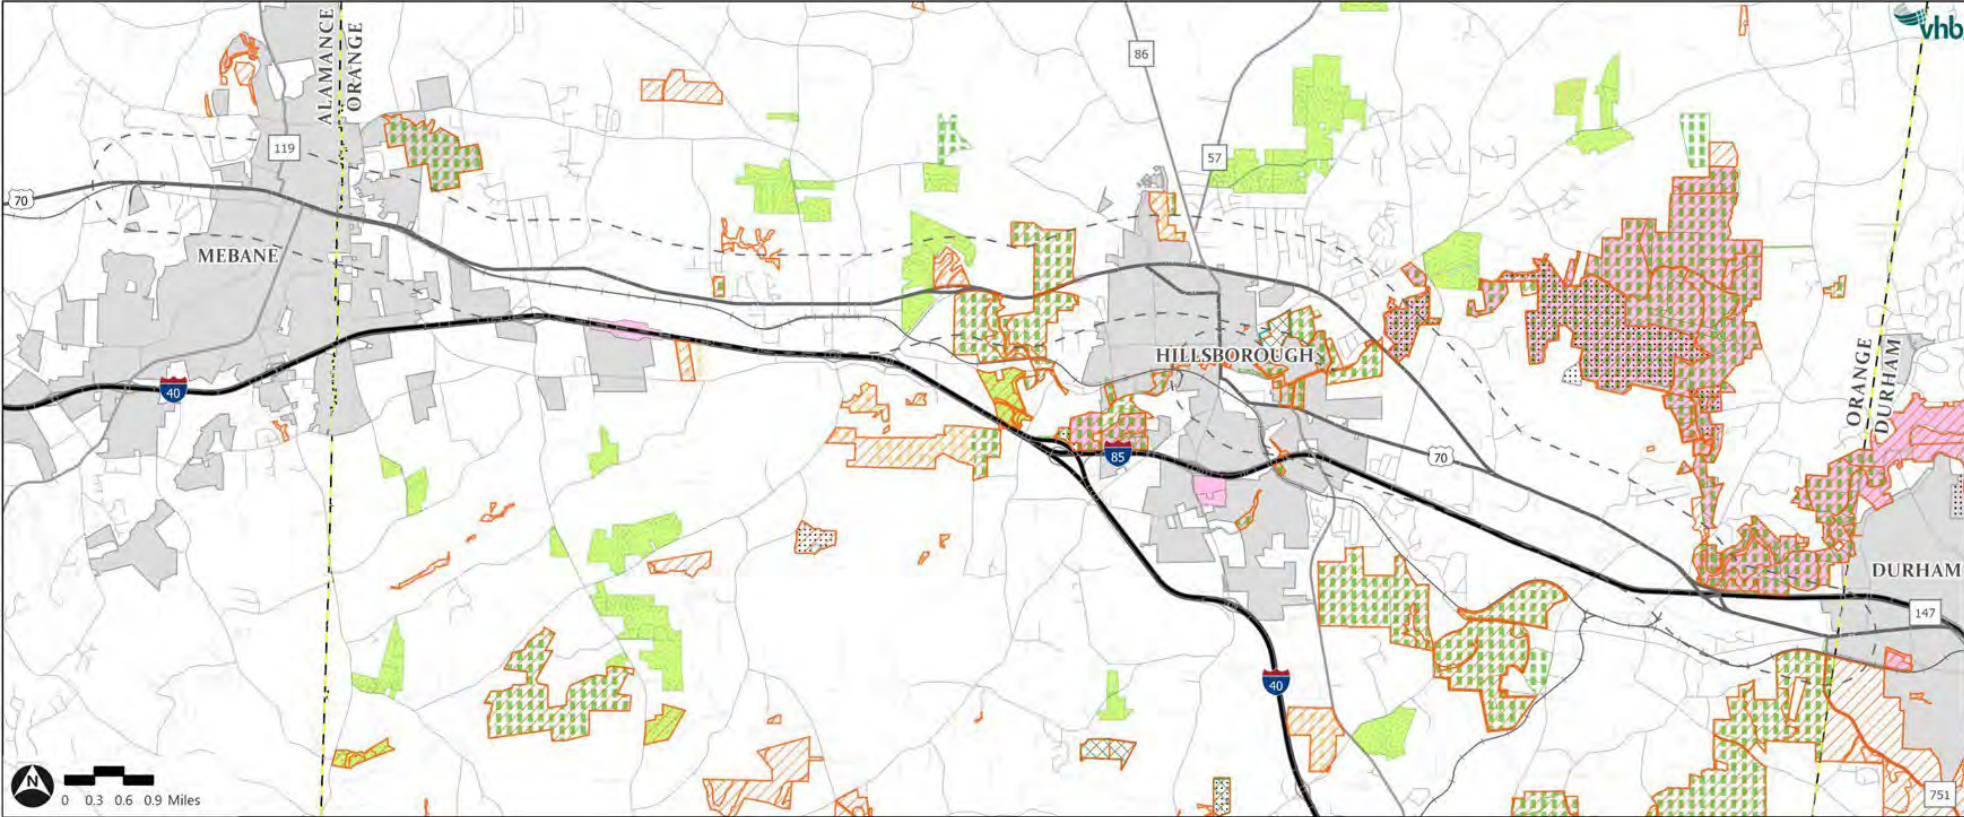 vhb
ALAMANCE
ORANGE
86
119
57
70
MEBANE
HILLSBOROUGH
ORANGE
DURHAM
40
85
70
DURHAM
147
40
751
N
0 0.3 0.6 0.9 Miles